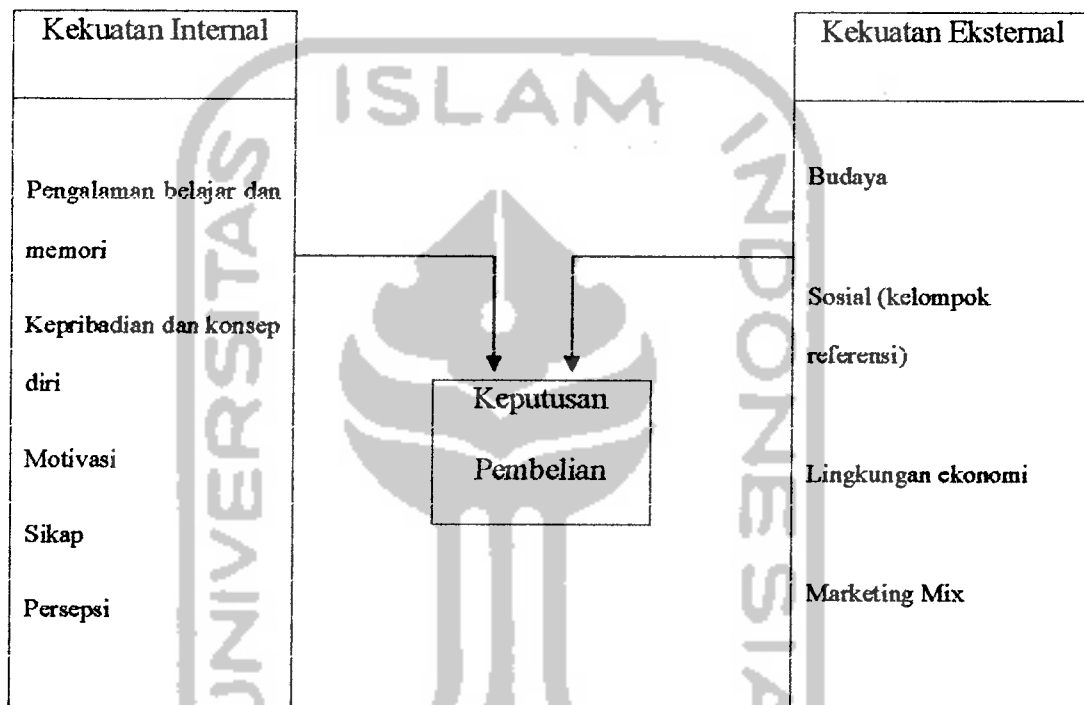 Kekuatan Internal
Pengalaman belajar dan
memori
Kepribadian dan konsep
diri
Motivasi
Sikap
Persepsi
Keputusan
Pembelian
Kekuatan Eksternal
Budaya
Sosial (kelompok
referensi)
Lingkungan ekonomi
Marketing Mix
UNIVERSITAS
ISLAM
INDONESIA